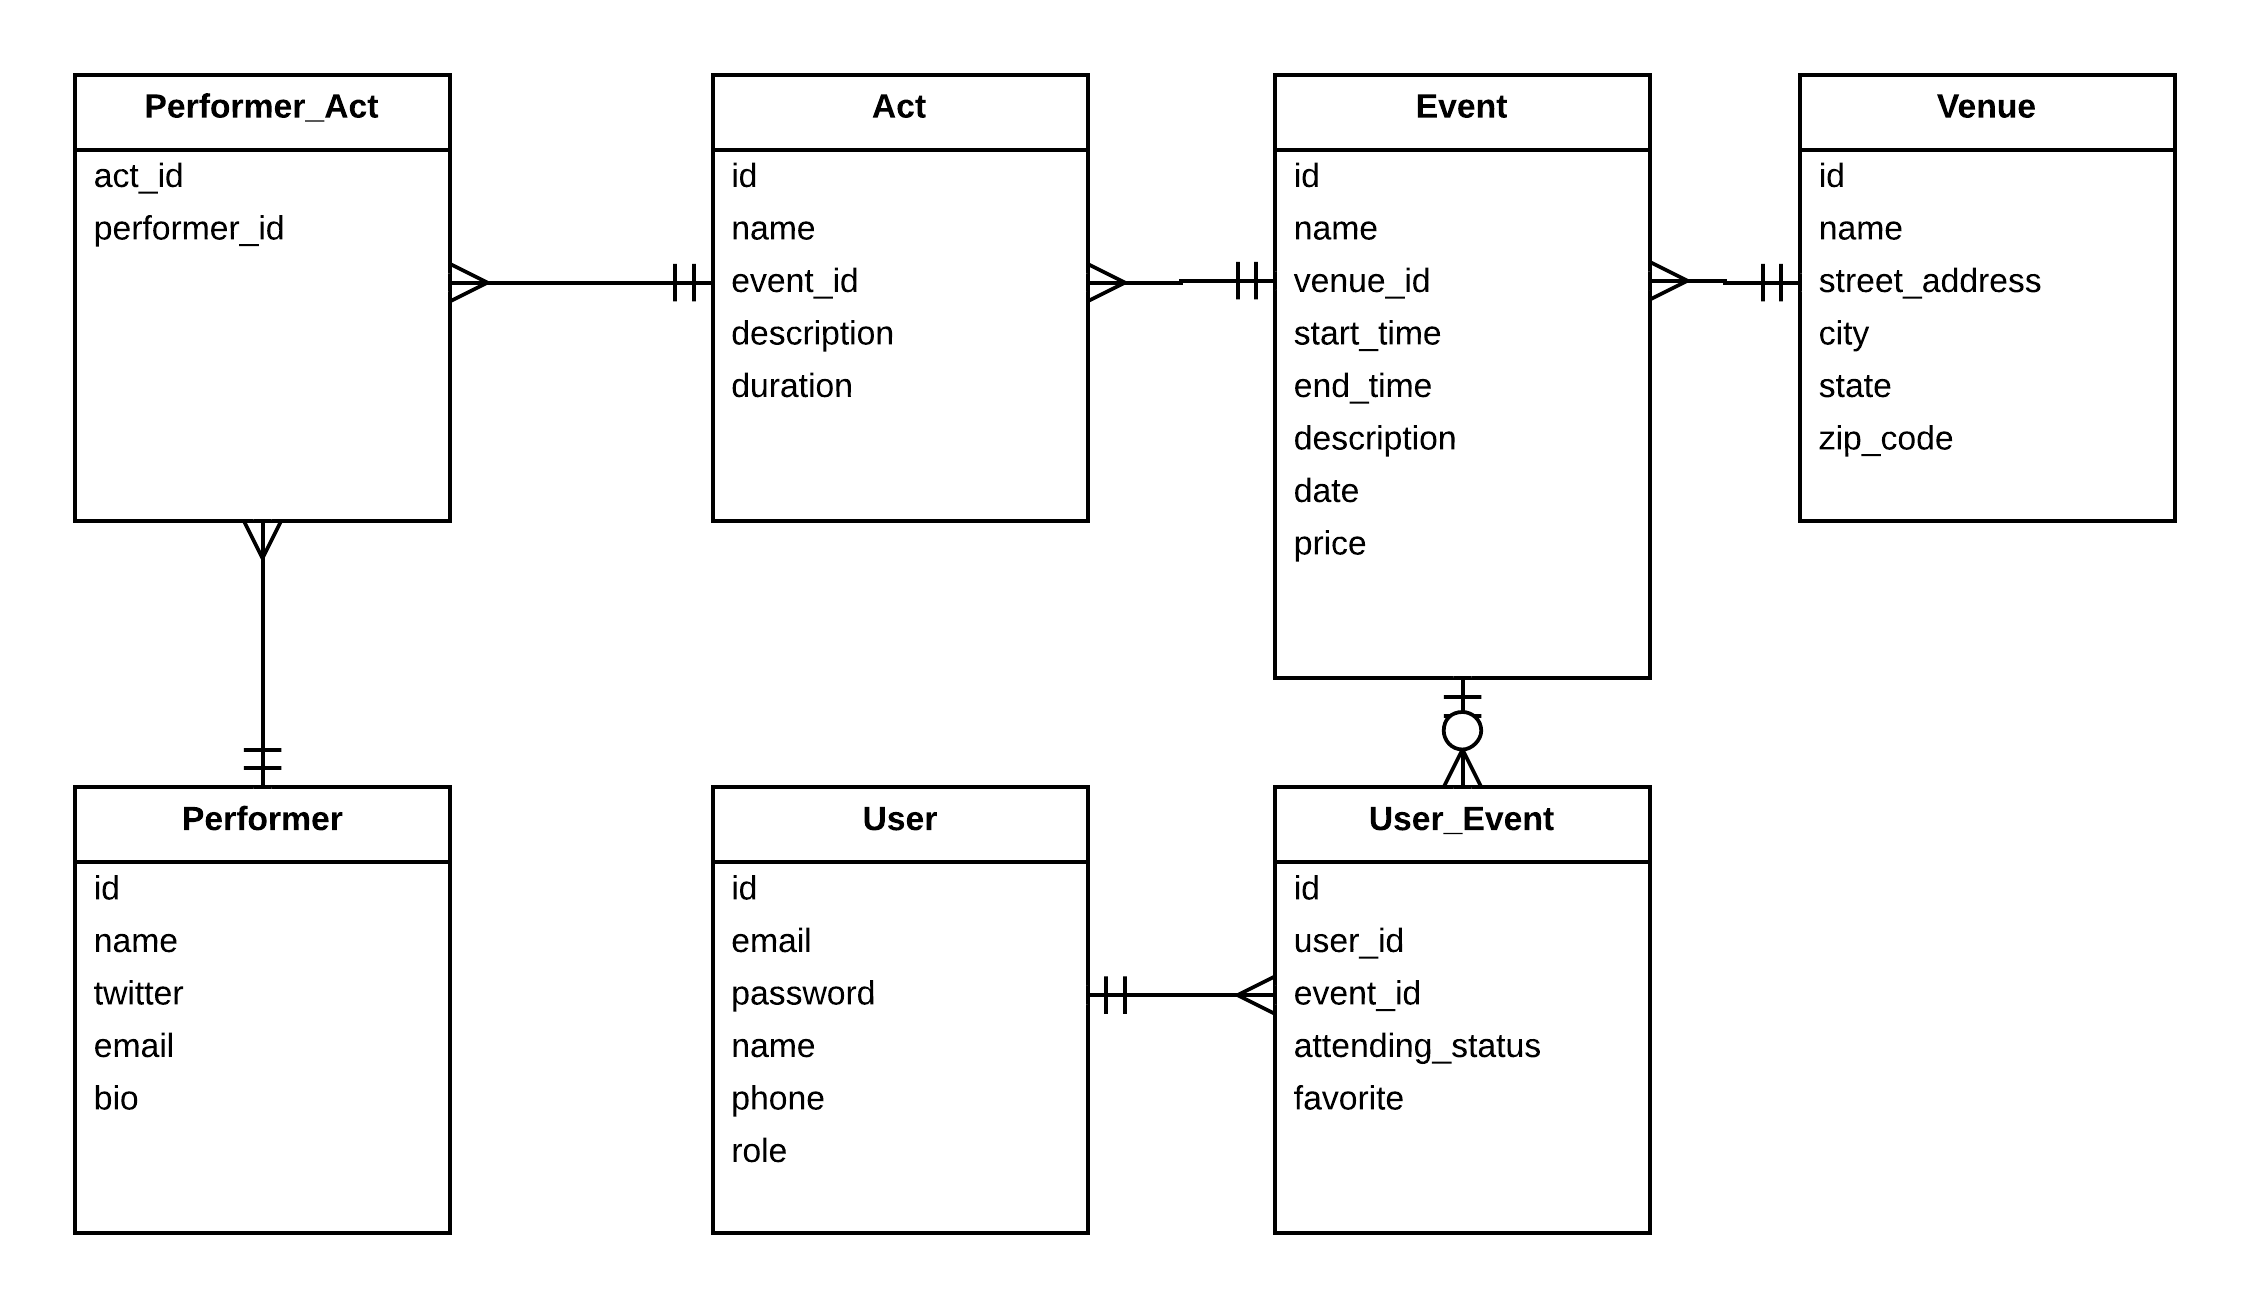 Performer_Act
act_id
performer_id
Act
id
name
event_id
description
duration
Event
id
name
venue_id
start_time
end_time
description
date
price
Venue
id
name
street_address
city
state
zip_code
Performer
id
name
twitter
email
bio
User
id
email
password
name
phone
role
User_Event
id
user_id
event_id
attending_status
favorite